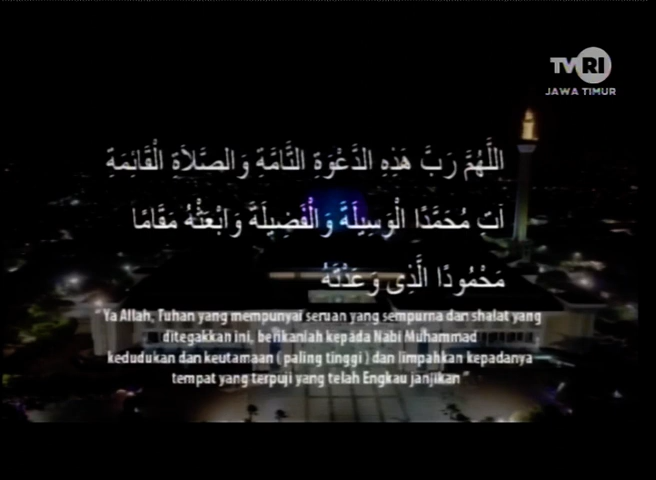 TVRI
JAWA TIMUR
اللَّهُمَّ رَبَّ هَذِهِ الدَّعْوَةِ التَّامَّةِ وَالصَّلَاةِ الْقَائِمَةِ
اَتِ مُحَمَّدًا الْوَسِيلَةَ وَالْفَضِيلَةَ وَابْعَثْهُ مَقَامًا
مَحْمُودًا الَّذِى وَعَدْتَهُ
" Ya Allah, Tuhan yang mempunyai seruan yang sempurna dan shalat yang
ditegakkan ini, berikanlah kepada Nabi Muhammad
kedudukan dan keutamaan ( paling tinggi ) dan limpahkan kepadanya
tempat yang terpuji yang telah Engkau janjikan